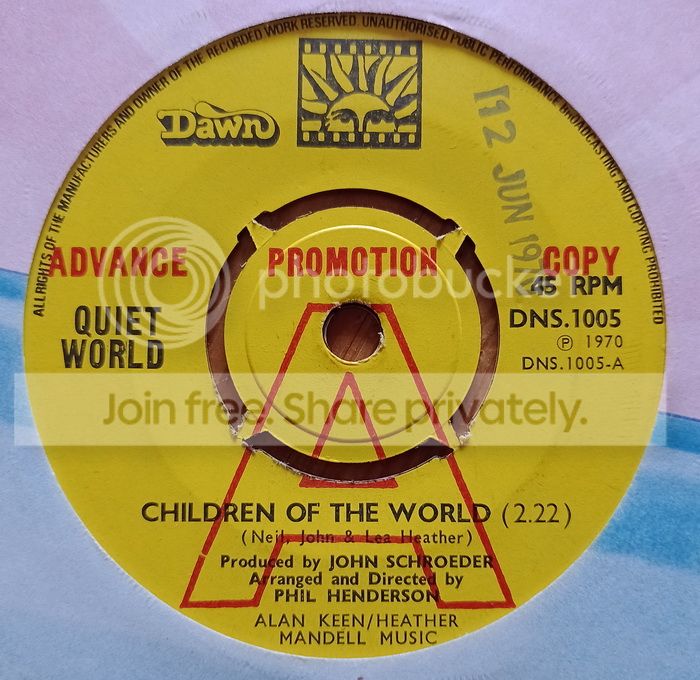 ALL RIGHTS OF THE MANUFACTURERS AND OWNER OF THE RECORDED WORK RESERVED. UNAUTHORISED PUBLIC PERFORMANCE BROADCASTING AND COPYING PROHIBITED
Dawn
12 JUN 1970
ADVANCE PROMOTION COPY
photobucket
45 RPM
QUIET
WORLD
DNS.1005
Ⓟ 1970
DNS.1005-A
Join free. Share privately.
A
CHILDREN OF THE WORLD (2.22)
(Neil, John & Lea Heather)
Produced by JOHN SCHROEDER
Arranged and Directed by
PHIL HENDERSON
ALAN KEEN/HEATHER
MANDELL MUSIC